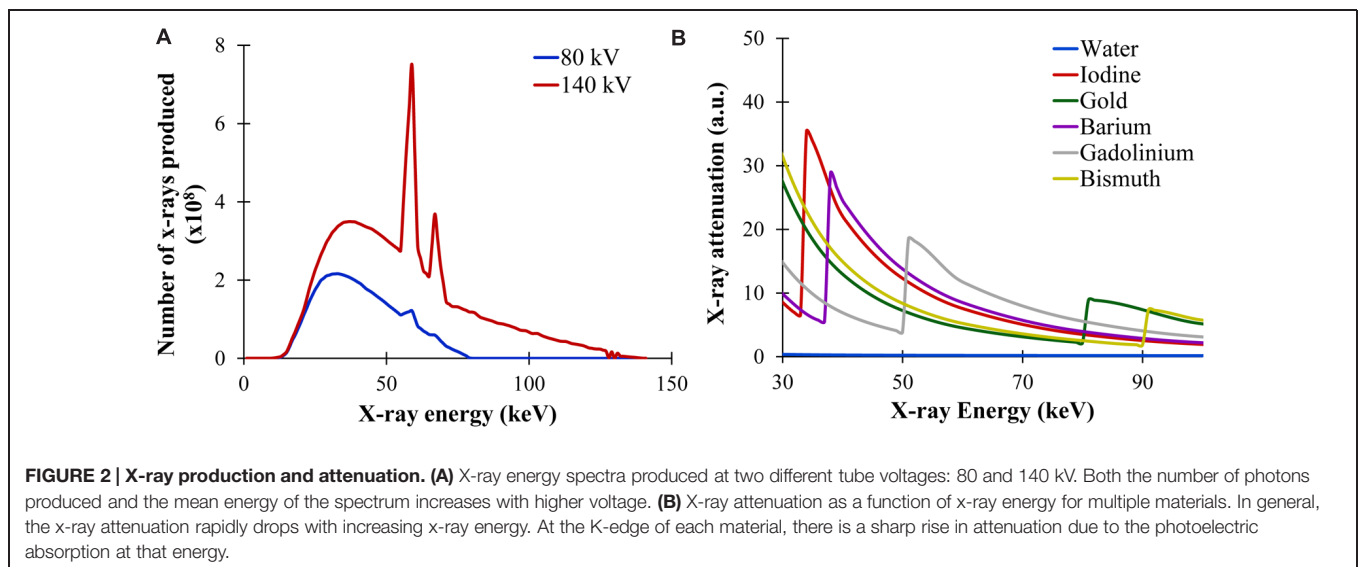 A
8
6
4
2
0
Number of x-rays produced
(x10⁸)
80 kV
140 kV
0
50
100
150
X-ray energy (keV)
B
50
40
30
20
10
0
X-ray attenuation (a.u.)
Water
Iodine
Gold
Barium
Gadolinium
Bismuth
30
50
70
90
X-ray Energy (keV)
FIGURE 2 | X-ray production and attenuation. (A) X-ray energy spectra produced at two different tube voltages: 80 and 140 kV. Both the number of photons
produced and the mean energy of the spectrum increases with higher voltage. (B) X-ray attenuation as a function of x-ray energy for multiple materials. In general,
the x-ray attenuation rapidly drops with increasing x-ray energy. At the K-edge of each material, there is a sharp rise in attenuation due to the photoelectric
absorption at that energy.